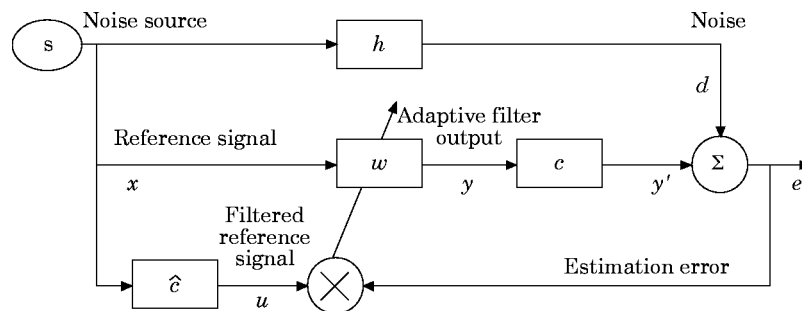 Noise source
Noise
s
h
d
Reference signal
Adaptive filter
output
x
w
y
c
y′
Σ
e
Filtered
reference
signal
ĉ
u
Estimation error